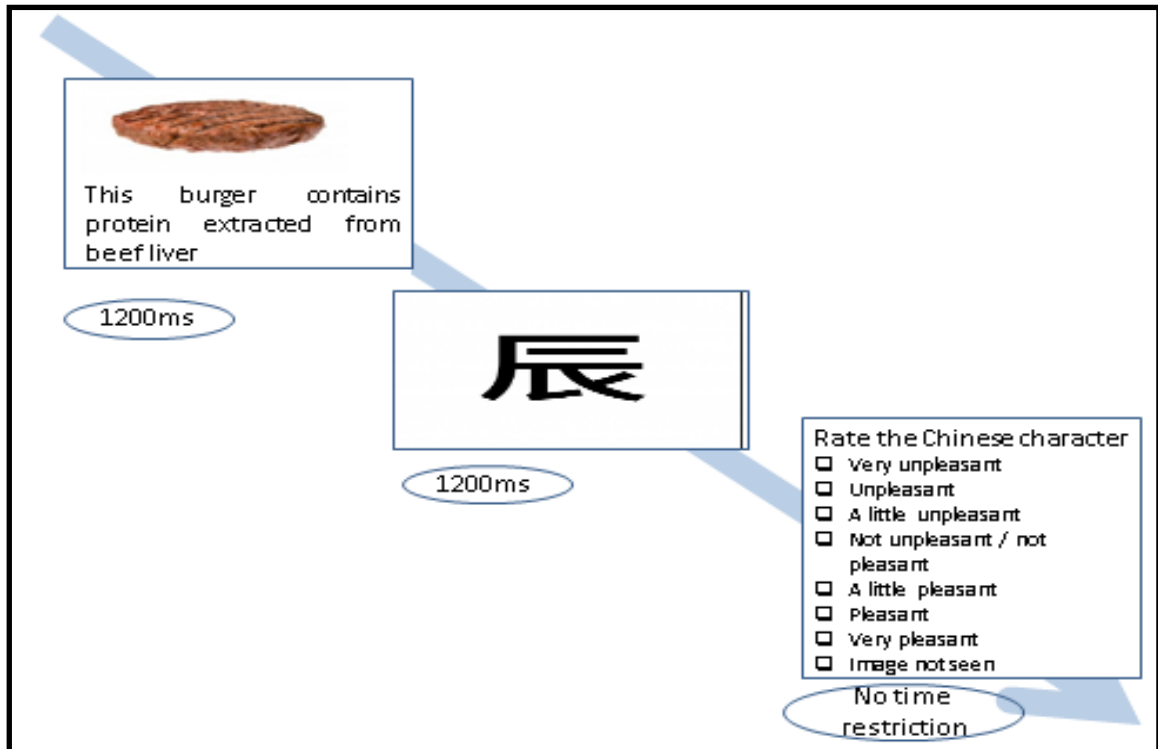 This burger contains
protein extracted from
beef liver
1200ms
辰
1200ms
Rate the Chinese character
❑ Very unpleasant
❑ Unpleasant
❑ A little unpleasant
❑ Not unpleasant / not
pleasant
❑ A little pleasant
❑ Pleasant
❑ Very pleasant
❑ Image not seen
No time
restriction